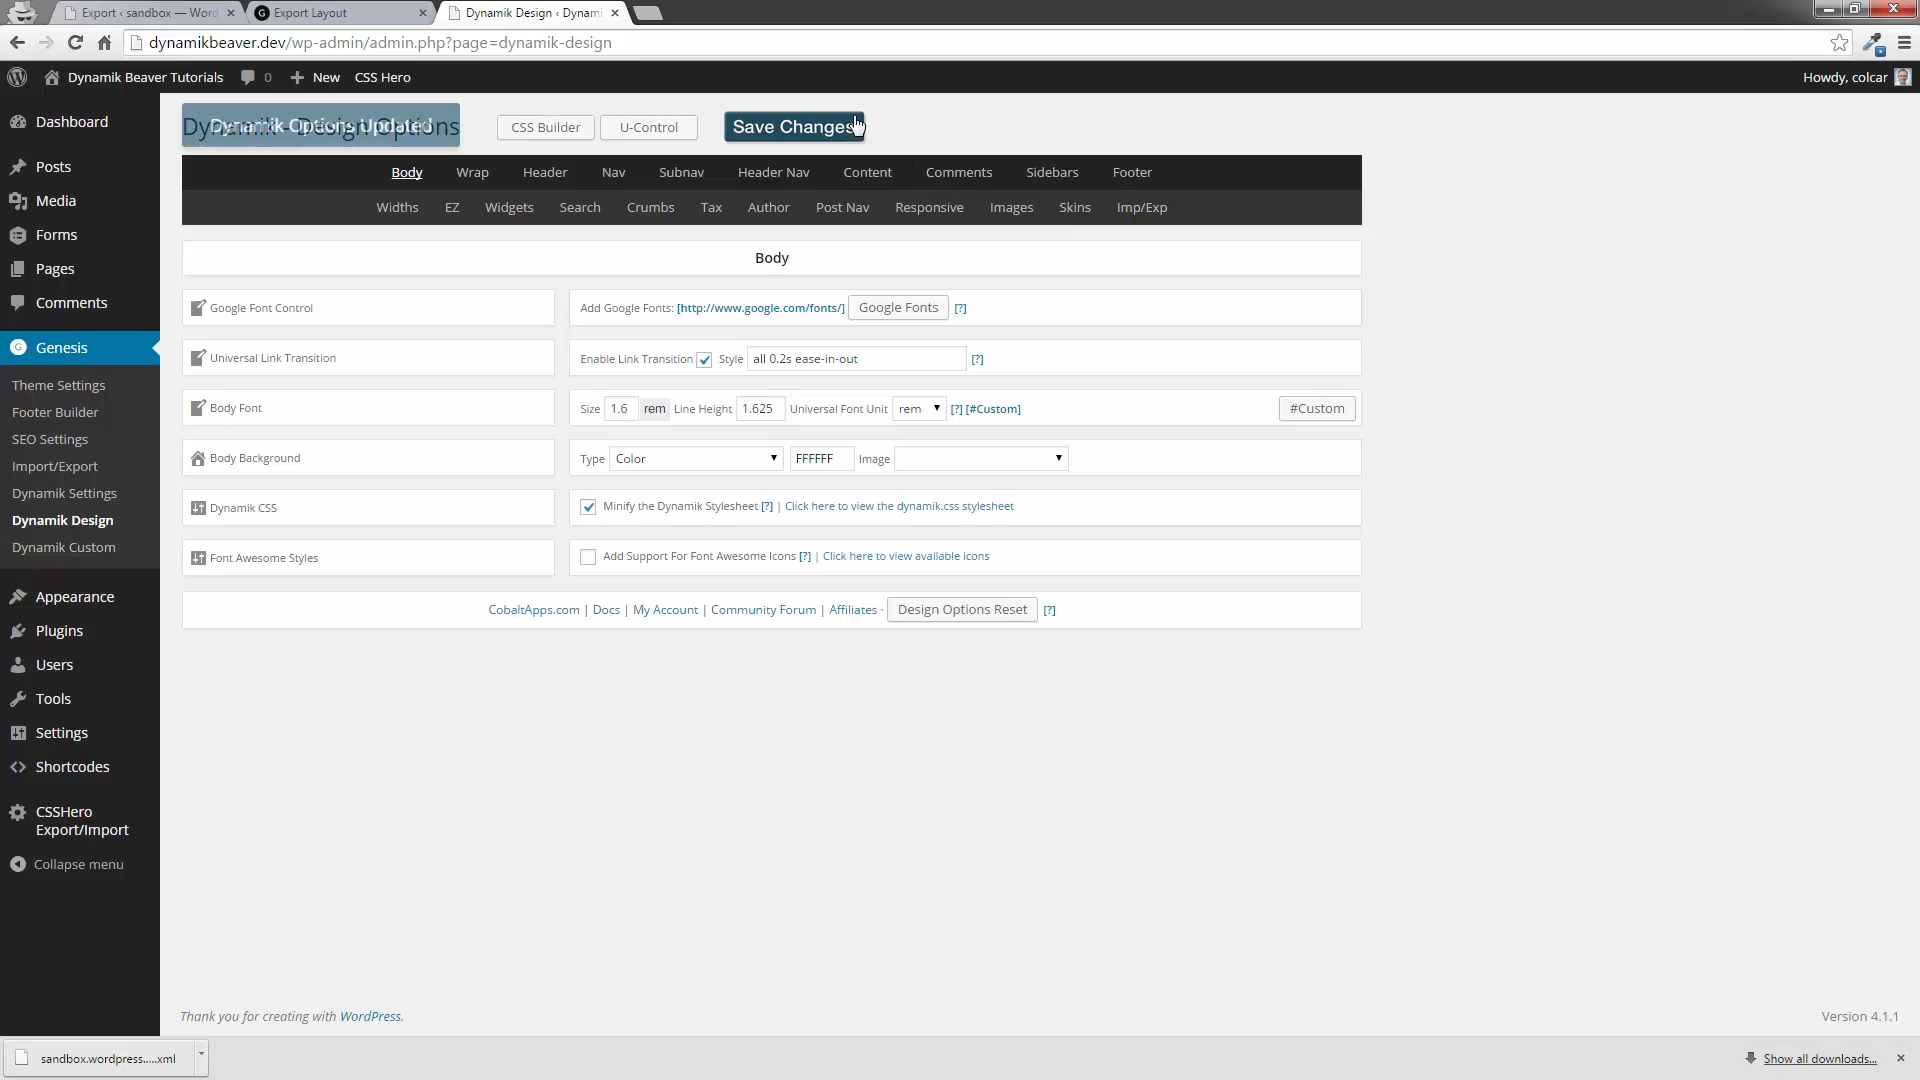 Export ‹ sandbox — Word
Export Layout
Dynamik Design ‹ Dynami
dynamikbeaver.dev/wp-admin/admin.php?page=dynamik-design
Dynamik Beaver Tutorials
0
New
CSS Hero
Howdy, colcar
Dynamik - Design Options
Dynamik Options Updated
CSS Builder
U-Control
Save Changes
Body
Wrap
Header
Nav
Subnav
Header Nav
Content
Comments
Sidebars
Footer
Widths
EZ
Widgets
Search
Crumbs
Tax
Author
Post Nav
Responsive
Images
Skins
Imp/Exp
Dashboard
Posts
Media
Forms
Pages
Comments
Genesis
Theme Settings
Footer Builder
SEO Settings
Import/Export
Dynamik Settings
Dynamik Design
Dynamik Custom
Appearance
Plugins
Users
Tools
Settings
Shortcodes
CSSHero
Export/Import
Collapse menu
Body
Google Font Control
Add Google Fonts: [http://www.google.com/fonts/] Google Fonts [?]
Universal Link Transition
Enable Link Transition Style all 0.2s ease-in-out [?]
Body Font
Size 1.6 rem Line Height 1.625 Universal Font Unit rem [?] [#Custom] #Custom
Body Background
Type Color FFFFFF Image
Dynamik CSS
Minify the Dynamik Stylesheet [?] | Click here to view the dynamik.css stylesheet
Font Awesome Styles
Add Support For Font Awesome Icons [?] | Click here to view available icons
CobaltApps.com | Docs | My Account | Community Forum | Affiliates · Design Options Reset [?]
Thank you for creating with WordPress.
Version 4.1.1
sandbox.wordpress.....xml
Show all downloads...